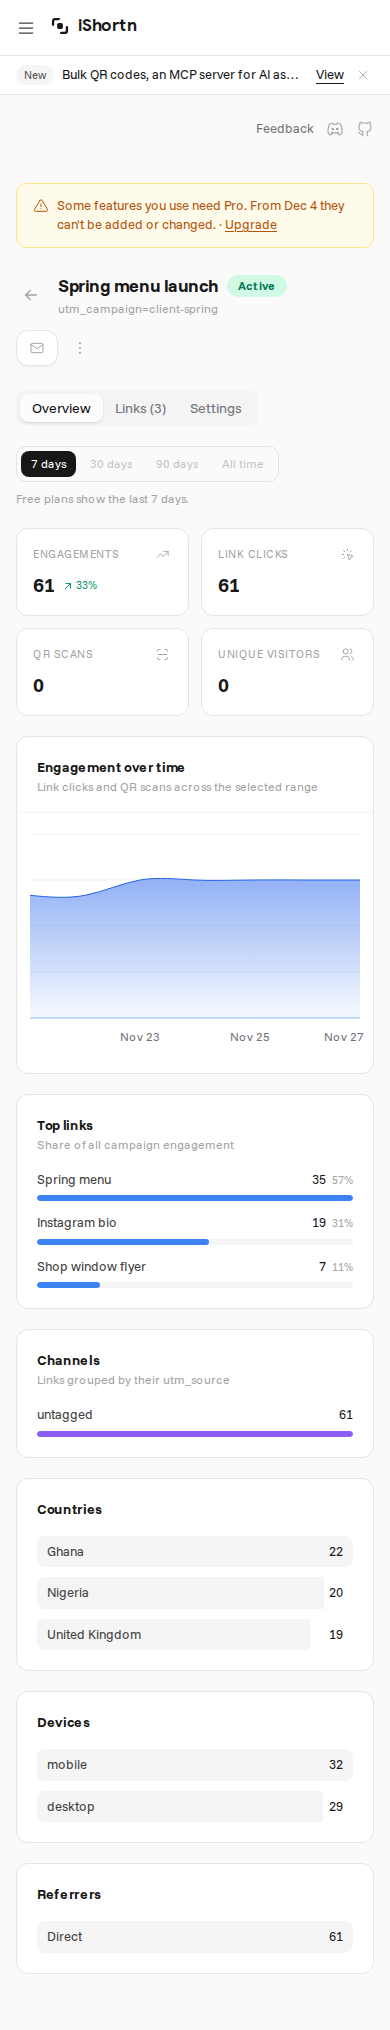 iShortn
New Bulk QR codes, an MCP server for AI as... View
Feedback
Some features you use need Pro. From Dec 4 they
can't be added or changed. · Upgrade
Spring menu launch Active
utm_campaign=client-spring
Overview Links (3) Settings
7 days 30 days 90 days All time
Free plans show the last 7 days.
ENGAGEMENTS
61 33%
LINK CLICKS
61
QR SCANS
0
UNIQUE VISITORS
0
Engagement over time
Link clicks and QR scans across the selected range
Nov 23 Nov 25 Nov 27
Top links
Share of all campaign engagement
Spring menu 35 57%
Instagram bio 19 31%
Shop window flyer 7 11%
Channels
Links grouped by their utm_source
untagged 61
Countries
Ghana 22
Nigeria 20
United Kingdom 19
Devices
mobile 32
desktop 29
Referrers
Direct 61